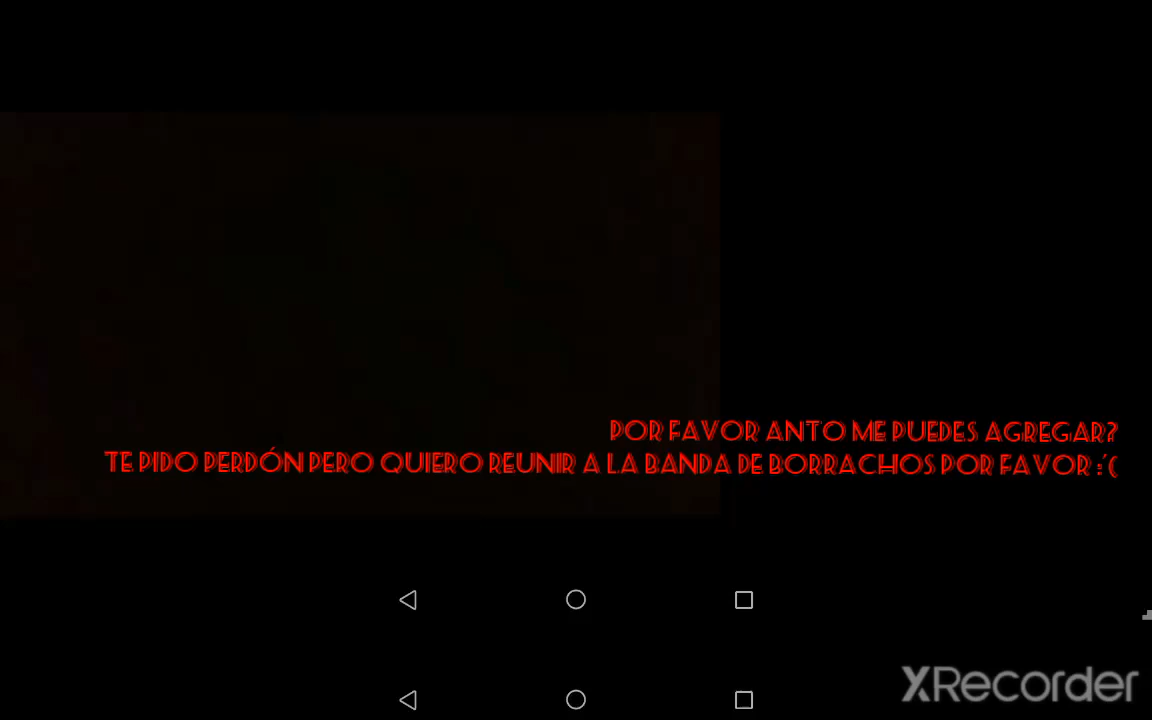 POR FAVOR ANTO ME PUEDES AGREGAR?
TE PIDO PERDÓN PERO QUIERO REUNIR A LA BANDA DE BORRACHOS POR FAVOR :´(
XRecorder